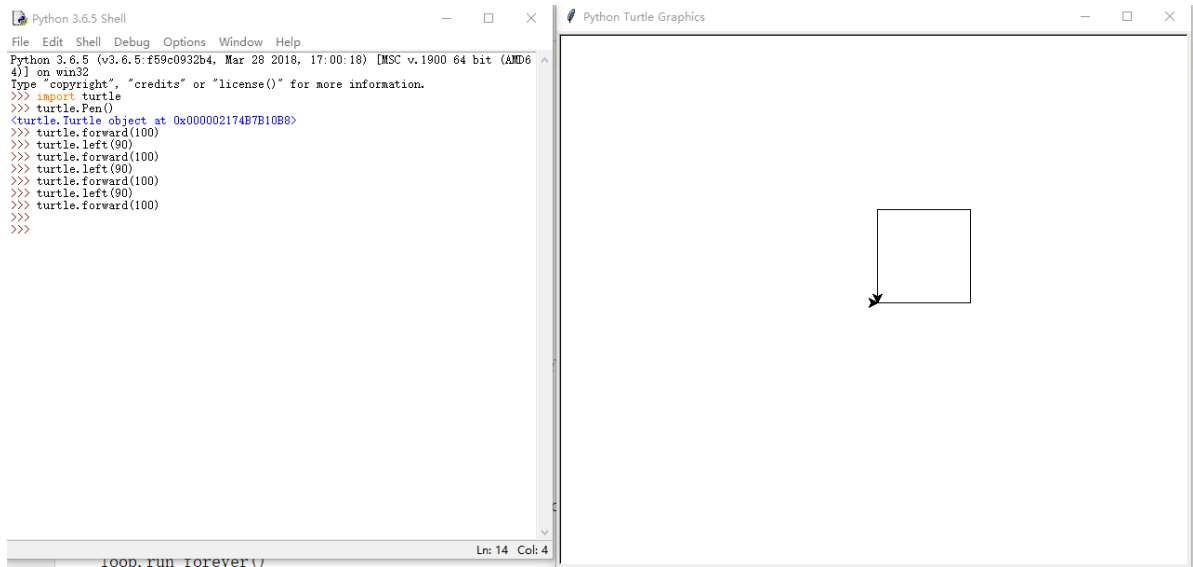 Python 3.6.5 Shell
File Edit Shell Debug Options Window Help
Python 3.6.5 (v3.6.5:f59c0932b4, Mar 28 2018, 17:00:18) [MSC v.1900 64 bit (AMD6
4)] on win32
Type "copyright", "credits" or "license()" for more information.
>>> import turtle
>>> turtle.Pen()
<turtle.Turtle object at 0x000002174B7B10B8>
>>> turtle.forward(100)
>>> turtle.left(90)
>>> turtle.forward(100)
>>> turtle.left(90)
>>> turtle.forward(100)
>>> turtle.left(90)
>>> turtle.forward(100)
>>>
>>>
Ln: 14 Col: 4
loop.run_forever()
Python Turtle Graphics